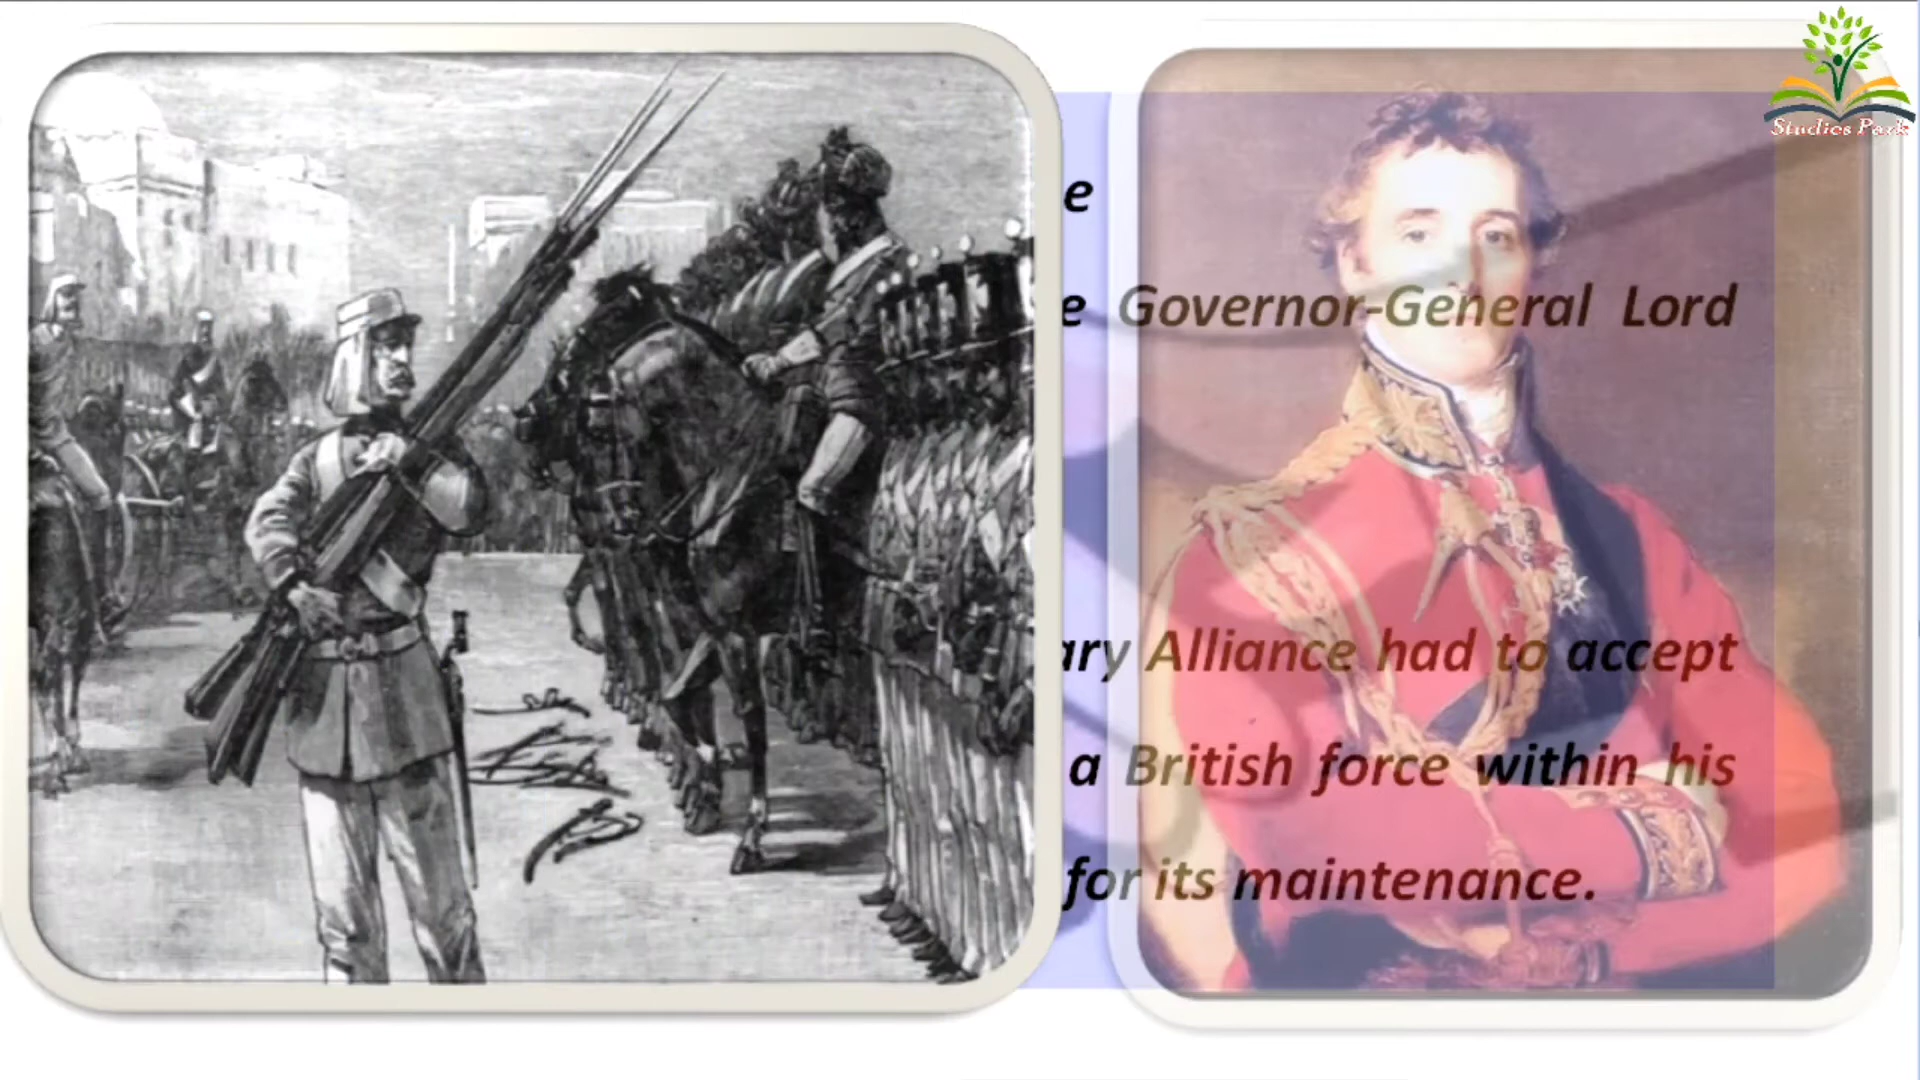 Studies Park
e
e Governor-General Lord
ary Alliance had to accept
a British force within his
for its maintenance.